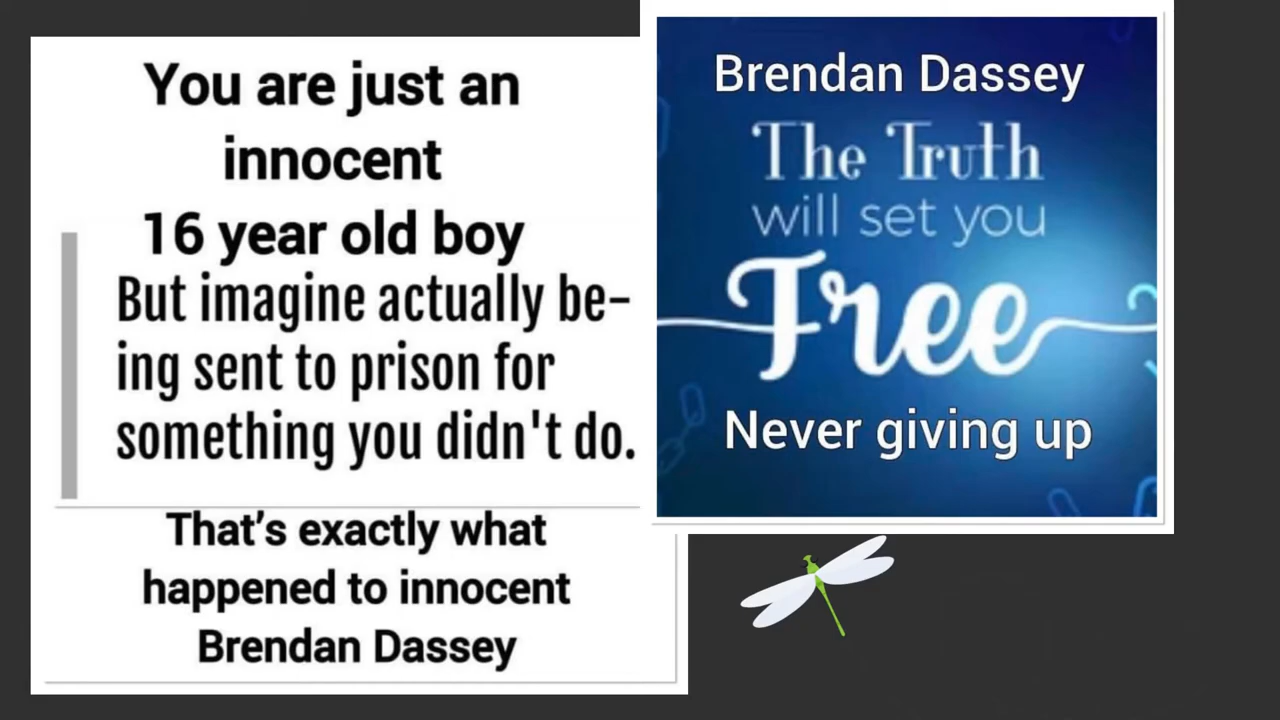 You are just an
innocent
16 year old boy
But imagine actually be-
ing sent to prison for
something you didn't do.
That's exactly what
happened to innocent
Brendan Dassey
Brendan Dassey
The Truth
will set you
Free
Never giving up